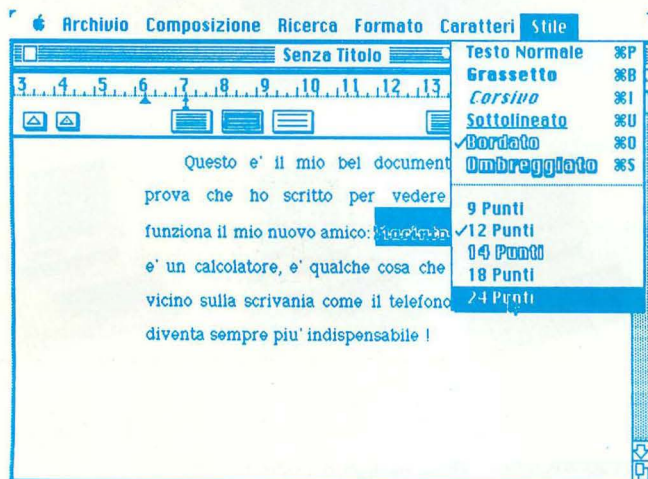 Archivio Composizione Ricerca Formato Caratteri Stile
Senza Titolo
3 4 5 6 7 8 9 10 11 12 13
Testo Normale ⌘P
Grassetto ⌘B
Corsivo ⌘I
Sottolineato ⌘U
✓Bordato ⌘O
Ombreggiato ⌘S
9 Punti
✓12 Punti
14 Punti
18 Punti
24 Punti
Questo e' il mio bel document
prova che ho scritto per vedere
funziona il mio nuovo amico:
e' un calcolatore, e' qualche cosa che
vicino sulla scrivania come il telefono
diventa sempre piu' indispensabile !